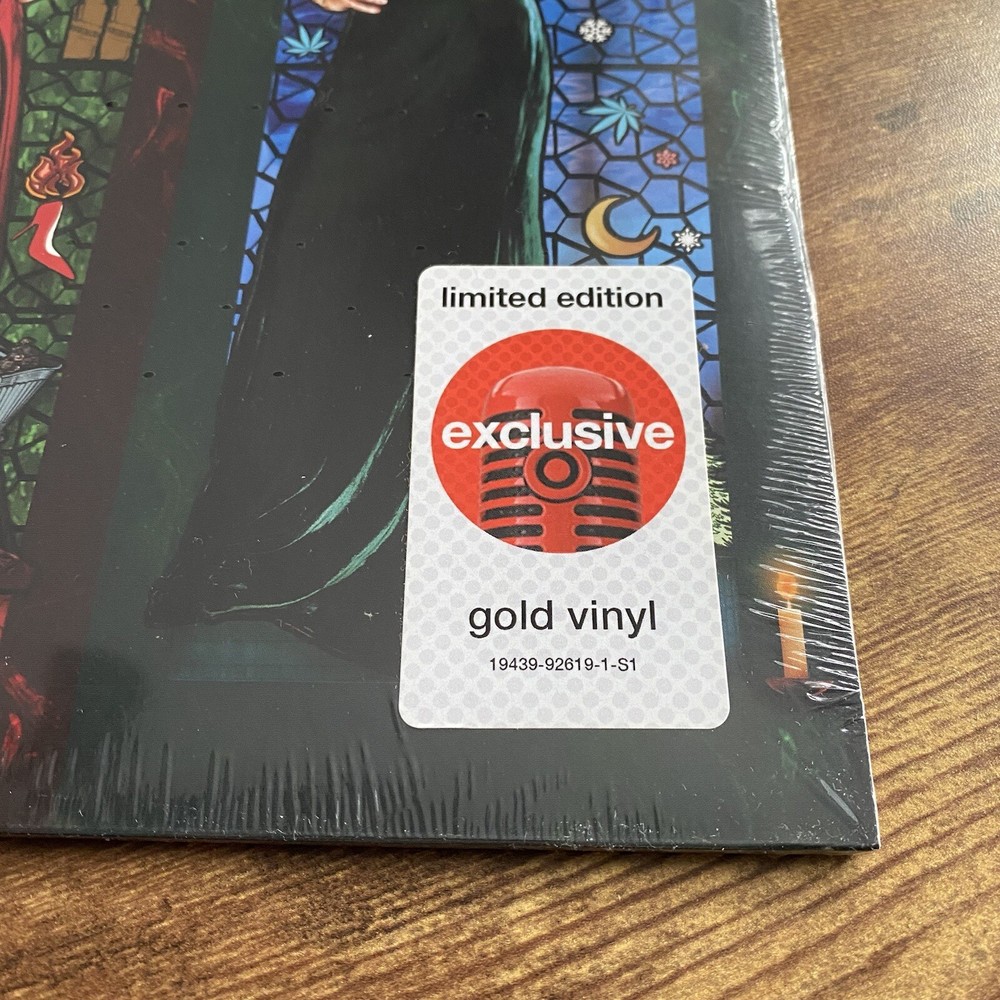 limited edition
exclusive
gold vinyl
19439-92619-1-S1